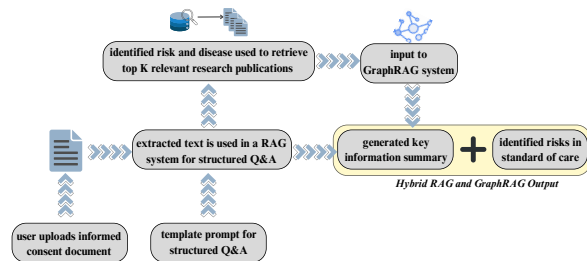 identified risk and disease used to retrieve
top K relevant research publications
input to
GraphRAG system
extracted text is used in a RAG
system for structured Q&A
generated key
information summary
identified risks in
standard of care
Hybrid RAG and GraphRAG Output
user uploads informed
consent document
template prompt for
structured Q&A